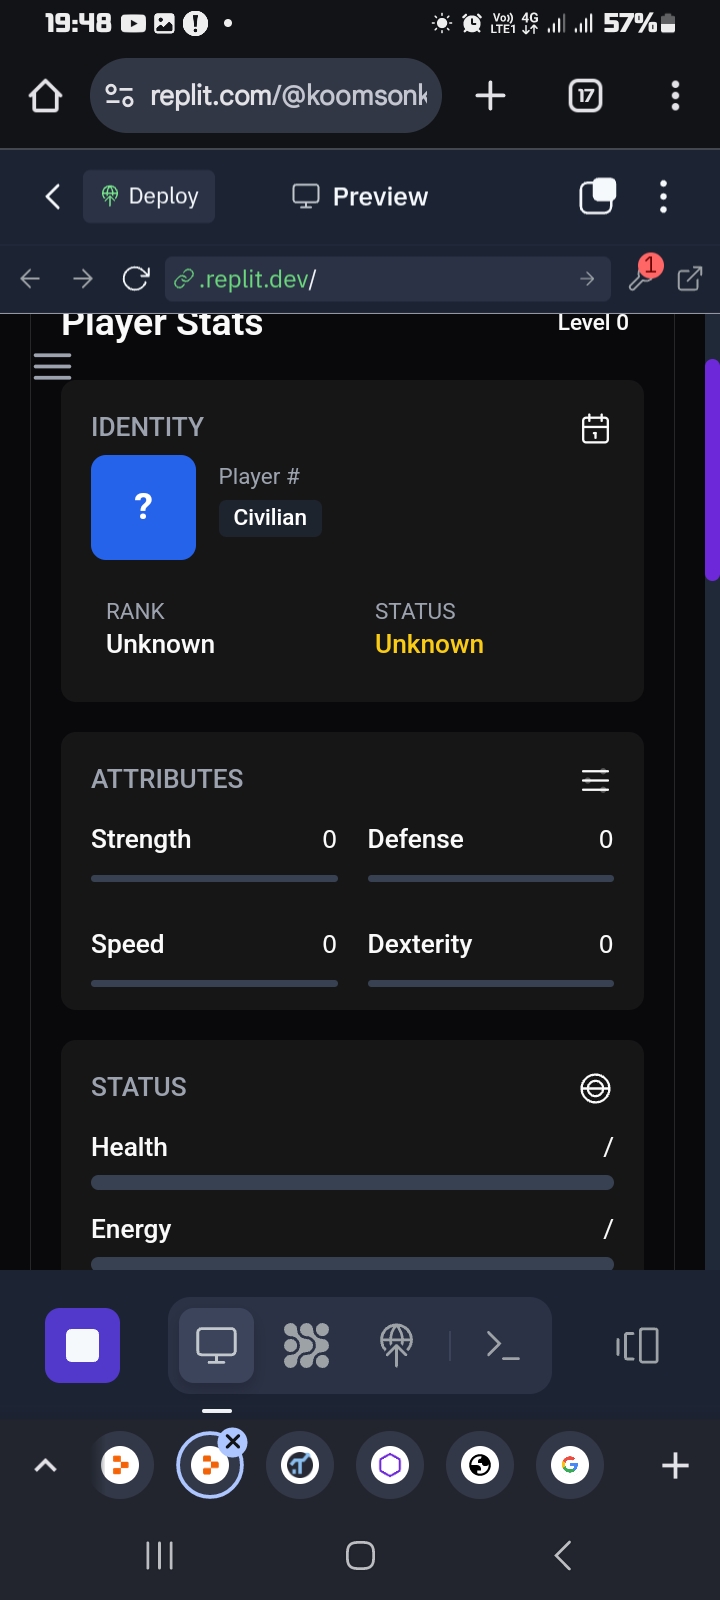 19:48
Vo)) 4G
LTE1
57%
replit.com/@koomsonk
17
Deploy
Preview
.replit.dev/
1
Player Stats
Level 0
IDENTITY
1
?
Player #
Civilian
RANK
STATUS
Unknown
Unknown
ATTRIBUTES
Strength 0
Defense 0
Speed 0
Dexterity 0
STATUS
Health /
Energy /